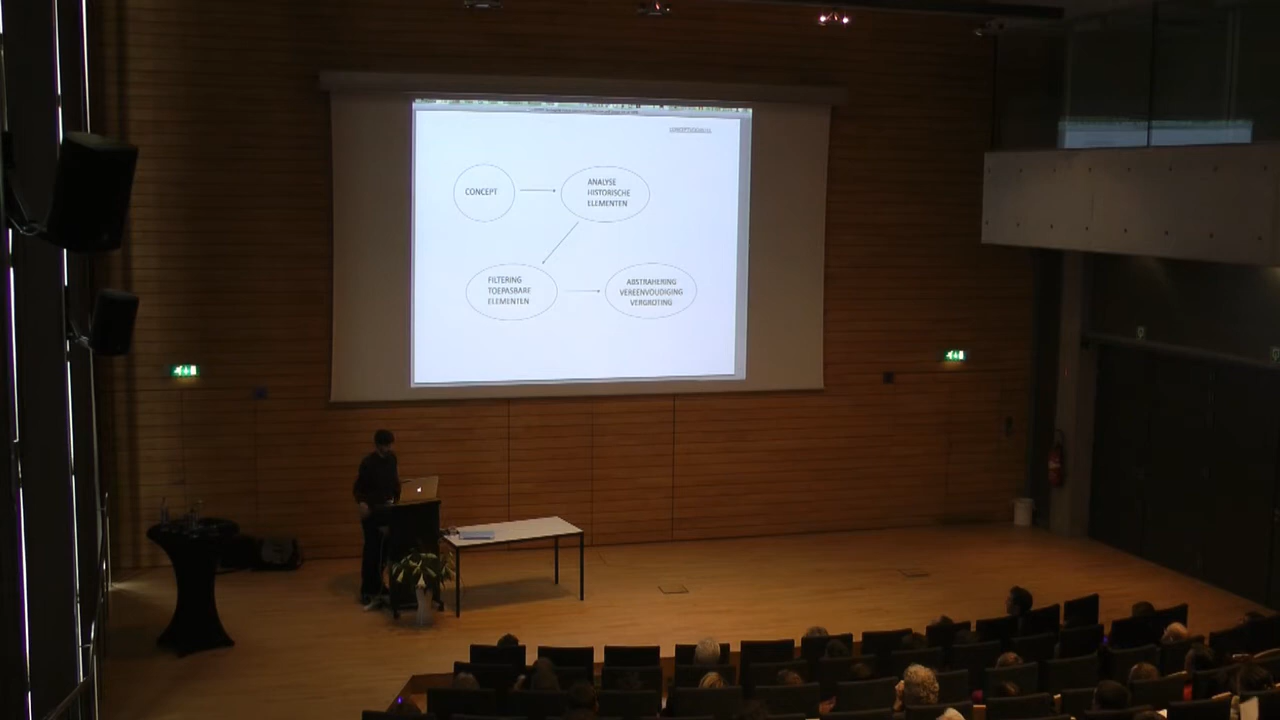 CONCEPT
ANALYSE
HISTORISCHE
ELEMENTEN
FILTERING
TOEPASBARE
ELEMENTEN
ABSTRAHERING
VEREENVOUDIGING
VERGROTING